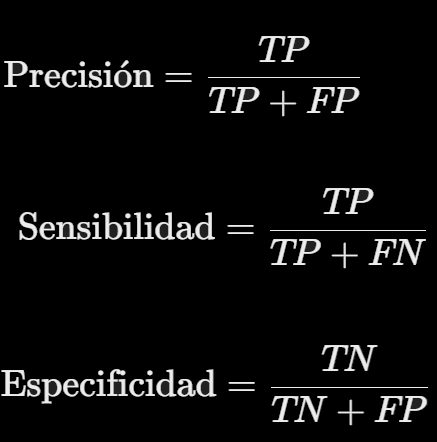 Precisión = TP / TP + FP
Sensibilidad = TP / TP + FN
Especificidad = TN / TN + FP